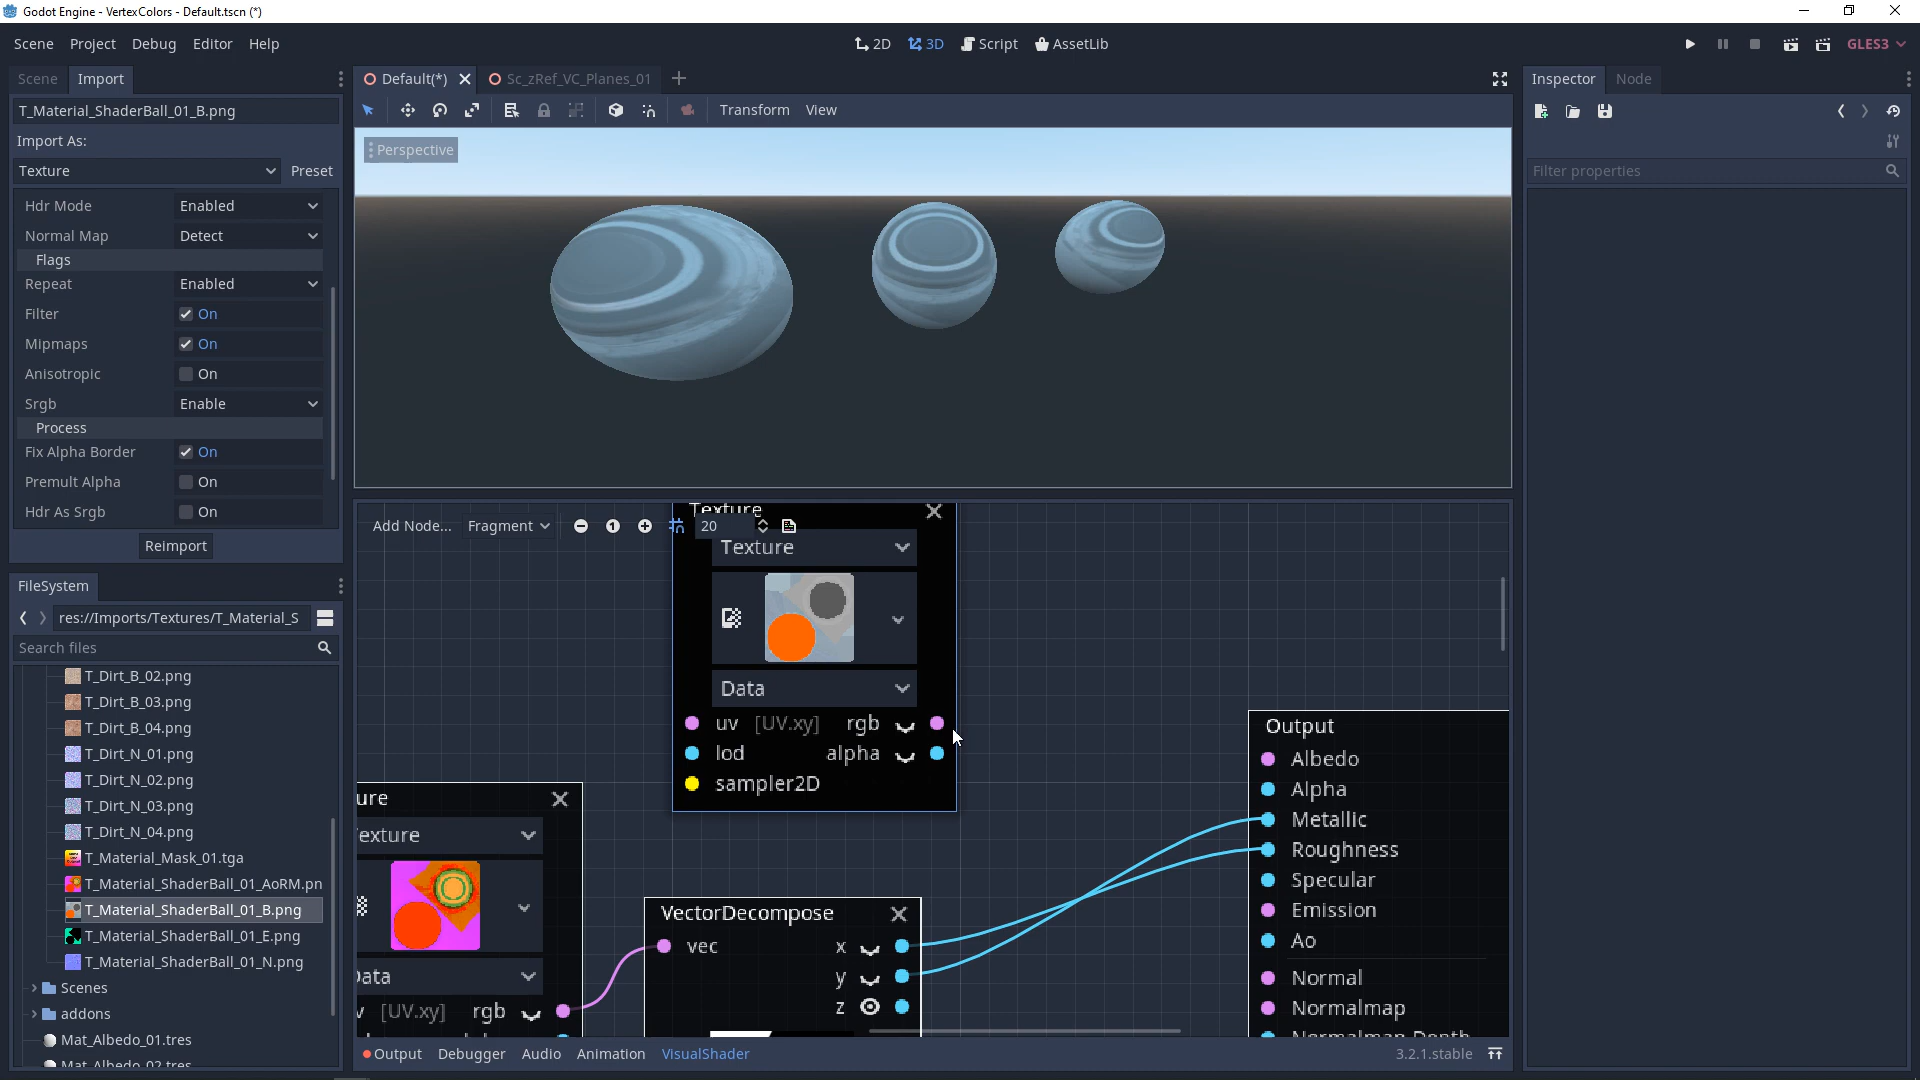 Godot Engine - VertexColors - Default.tscn (*)
Scene Project Debug Editor Help
2D 3D Script AssetLib
GLES3
Scene Import
Default(*) Sc_zRef_VC_Planes_01
Inspector Node
T_Material_ShaderBall_01_B.png
Transform View
Import As:
Texture Preset
Perspective
Filter properties
Hdr Mode Enabled
Normal Map Detect
Flags
Repeat Enabled
Filter On
Mipmaps On
Anisotropic On
Srgb Enable
Process
Fix Alpha Border On
Premult Alpha On
Hdr As Srgb On
Reimport
FileSystem
res://Imports/Textures/T_Material_S
Search files
T_Dirt_B_02.png
T_Dirt_B_03.png
T_Dirt_B_04.png
T_Dirt_N_01.png
T_Dirt_N_02.png
T_Dirt_N_03.png
T_Dirt_N_04.png
T_Material_Mask_01.tga
T_Material_ShaderBall_01_AoRM.pn
T_Material_ShaderBall_01_B.png
T_Material_ShaderBall_01_E.png
T_Material_ShaderBall_01_N.png
Scenes
addons
Mat_Albedo_01.tres
Mat_Albedo_02.tres
Add Node... Fragment 1 20
Texture
Texture
Data
uv [UV.xy] rgb
lod alpha
sampler2D
ure
Texture
Data
v [UV.xy] rgb
VectorDecompose
vec x
y
z
Output
Albedo
Alpha
Metallic
Roughness
Specular
Emission
Ao
Normal
Normalmap
Normalmap Depth
Output Debugger Audio Animation VisualShader
3.2.1.stable